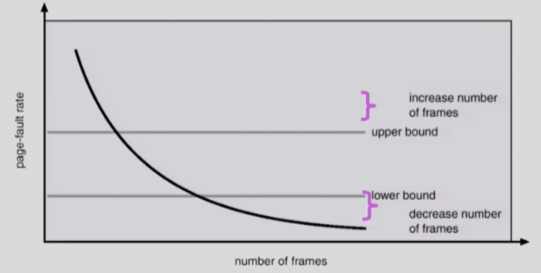 page-fault rate
increase number
of frames
upper bound
lower bound
decrease number
of frames
number of frames